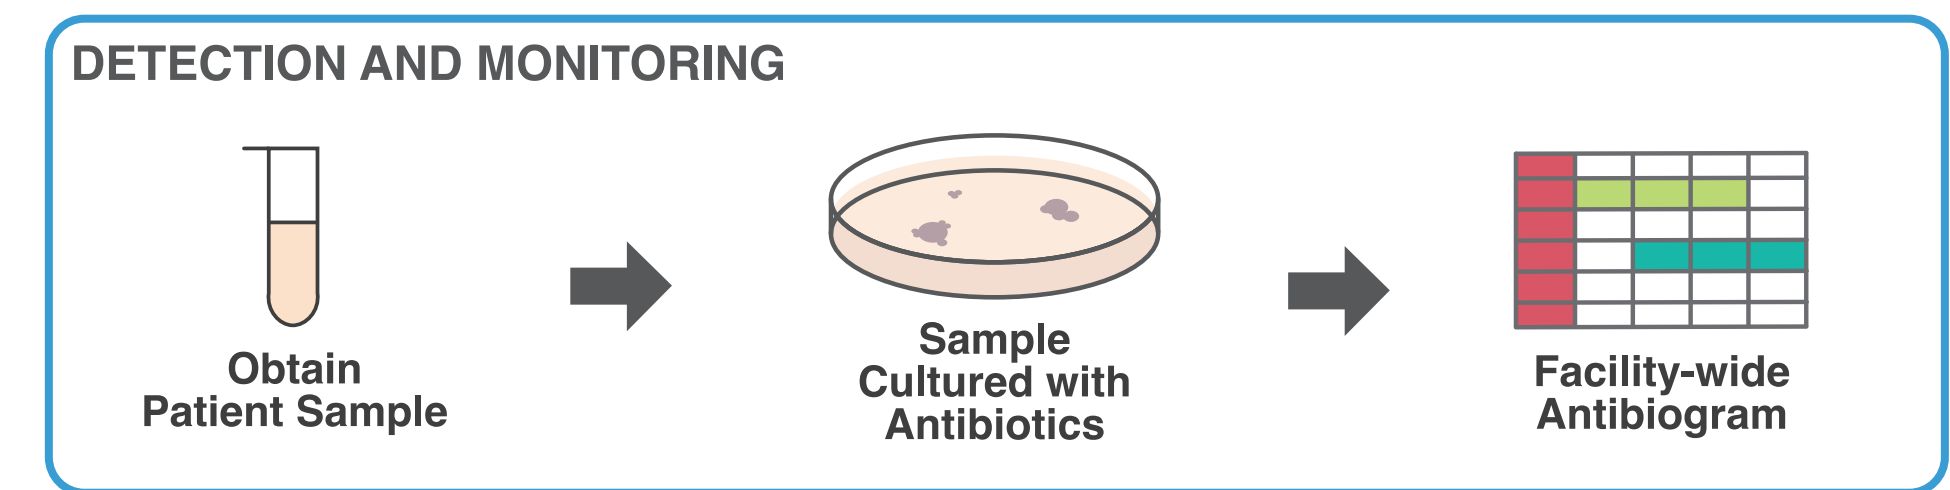 DETECTION AND MONITORING
Obtain
Patient Sample
Sample
Cultured with
Antibiotics
Facility-wide
Antibiogram